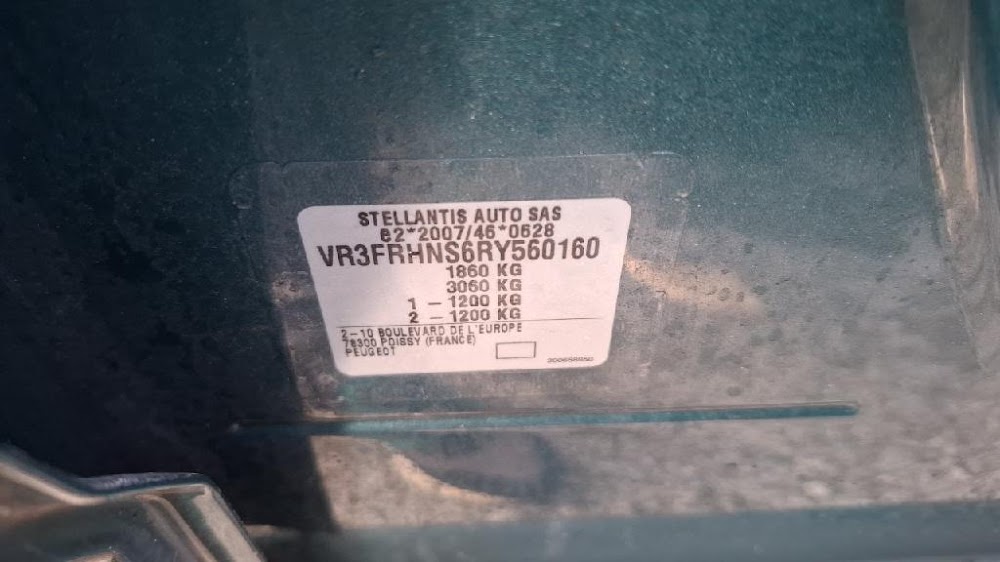 STELLANTIS AUTO SAS
e2*2007/46*0628
VR3FRHNS6RY560160
1860 KG
3060 KG
1 - 1200 KG
2 - 1200 KG
2-10 BOULEVARD DE L'EUROPE
78300 POISSY (FRANCE)
PEUGEOT